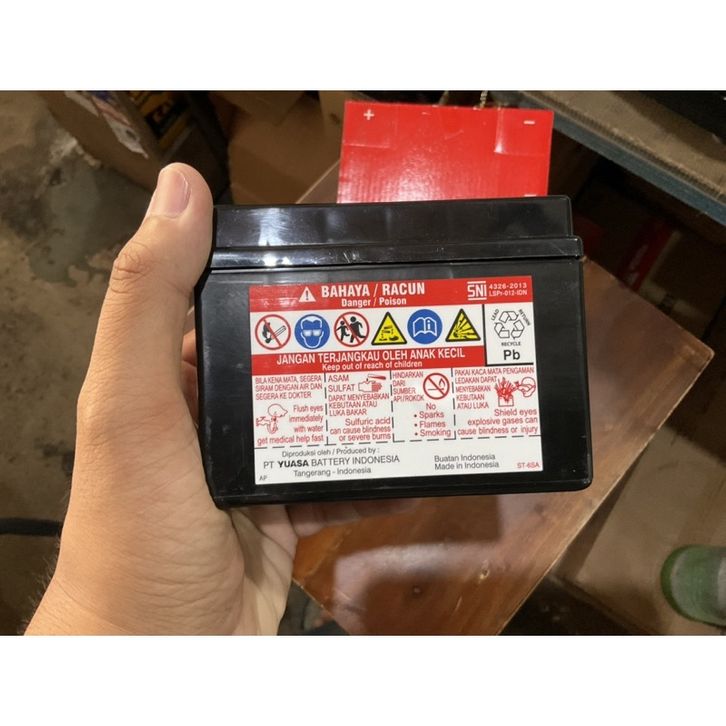 + -
BAHAYA / RACUN
Danger / Poison
SNI 4326-2013
LSPr-012-IDN
JANGAN TERJANGKAU OLEH ANAK KECIL
Keep out of reach of children
LEAD RETURN
RECYCLE
Pb
BILA KENA MATA, SEGERA
SIRAM DENGAN AIR DAN
SEGERA KE DOKTER
Flush eyes
immediately
with water
get medical help fast
ASAM
SULFAT
DAPAT MENYEBABKAN
KEBUTAAN ATAU
LUKA BAKAR
Sulfuric acid
can cause blindness
or severe burns
HINDARKAN
DARI
SUMBER
API/ROKOK
No
• Sparks
• Flames
• Smoking
PAKAI KACA MATA PENGAMAN
LEDAKAN DAPAT
MENYEBABKAN
KEBUTAAN
ATAU LUKA
Shield eyes
explosive gases can
cause blindness or injury
Diproduksi oleh / Produced by :
PT YUASA BATTERY INDONESIA
Tangerang - Indonesia
Buatan Indonesia
Made in Indonesia
AP
ST-6SA